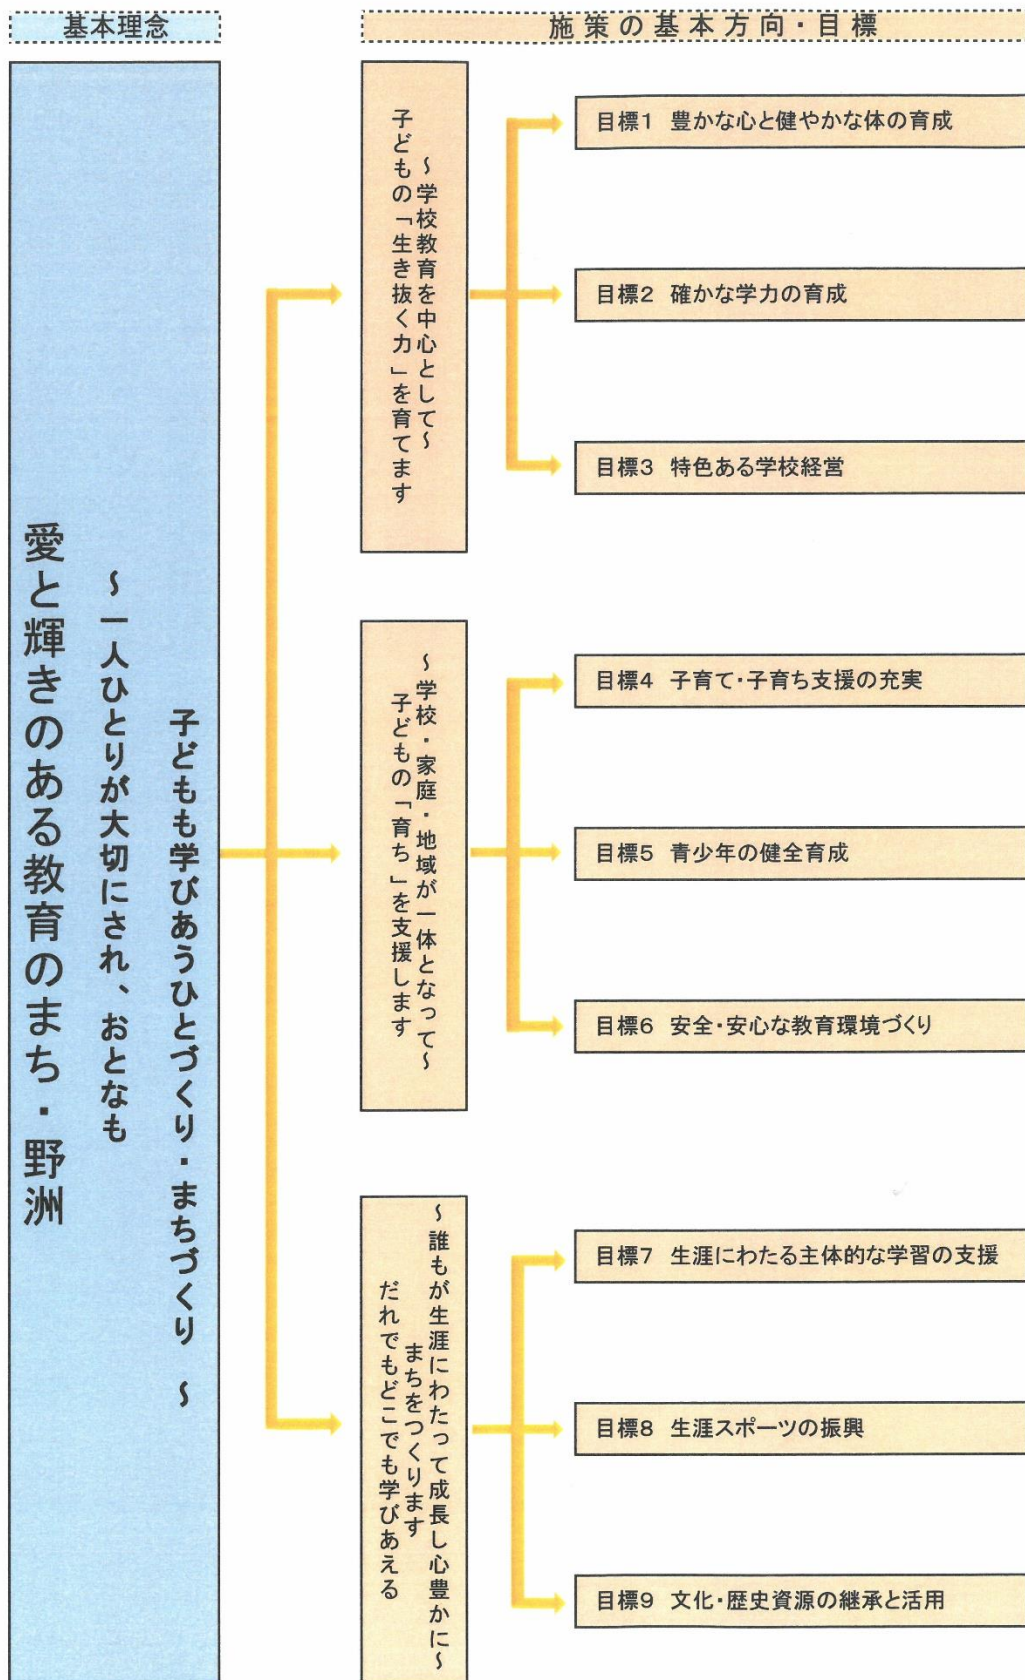 基本理念
施策の基本方向・目標
愛と輝きのある教育のまち・野洲
～一人ひとりが大切にされ、おとなも
子どもも学びあうひとづくり・まちづくり ～
子どもの「生き抜く力」を育てます
～学校教育を中心として～
目標1 豊かな心と健やかな体の育成
目標2 確かな学力の育成
目標3 特色ある学校経営
子どもの「育ち」を支援します
～学校・家庭・地域が一体となって～
目標4 子育て・子育ち支援の充実
目標5 青少年の健全育成
目標6 安全・安心な教育環境づくり
だれでもどこでも学びあえる
まちをつくります
～誰もが生涯にわたって成長し心豊かに～
目標7 生涯にわたる主体的な学習の支援
目標8 生涯スポーツの振興
目標9 文化・歴史資源の継承と活用